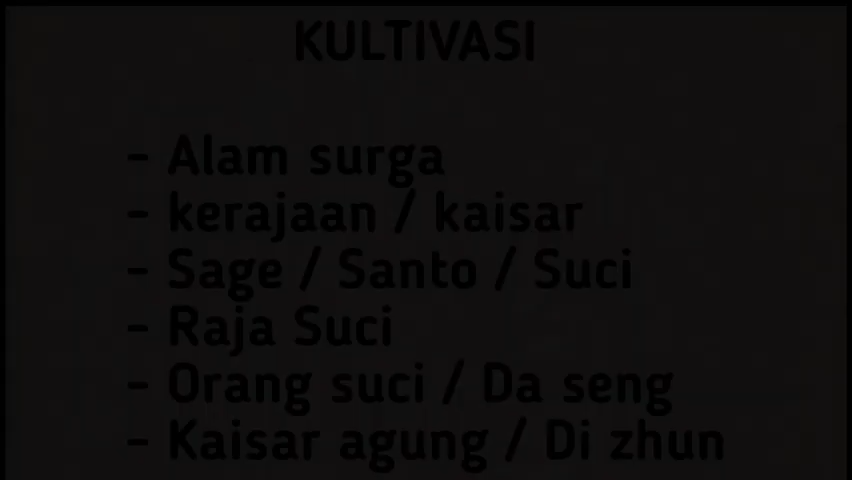 KULTIVASI
- Alam surga
- kerajaan / kaisar
- Sage / Santo / Suci
- Raja Suci
- Orang suci / Da seng
- Kaisar agung / Di zhun